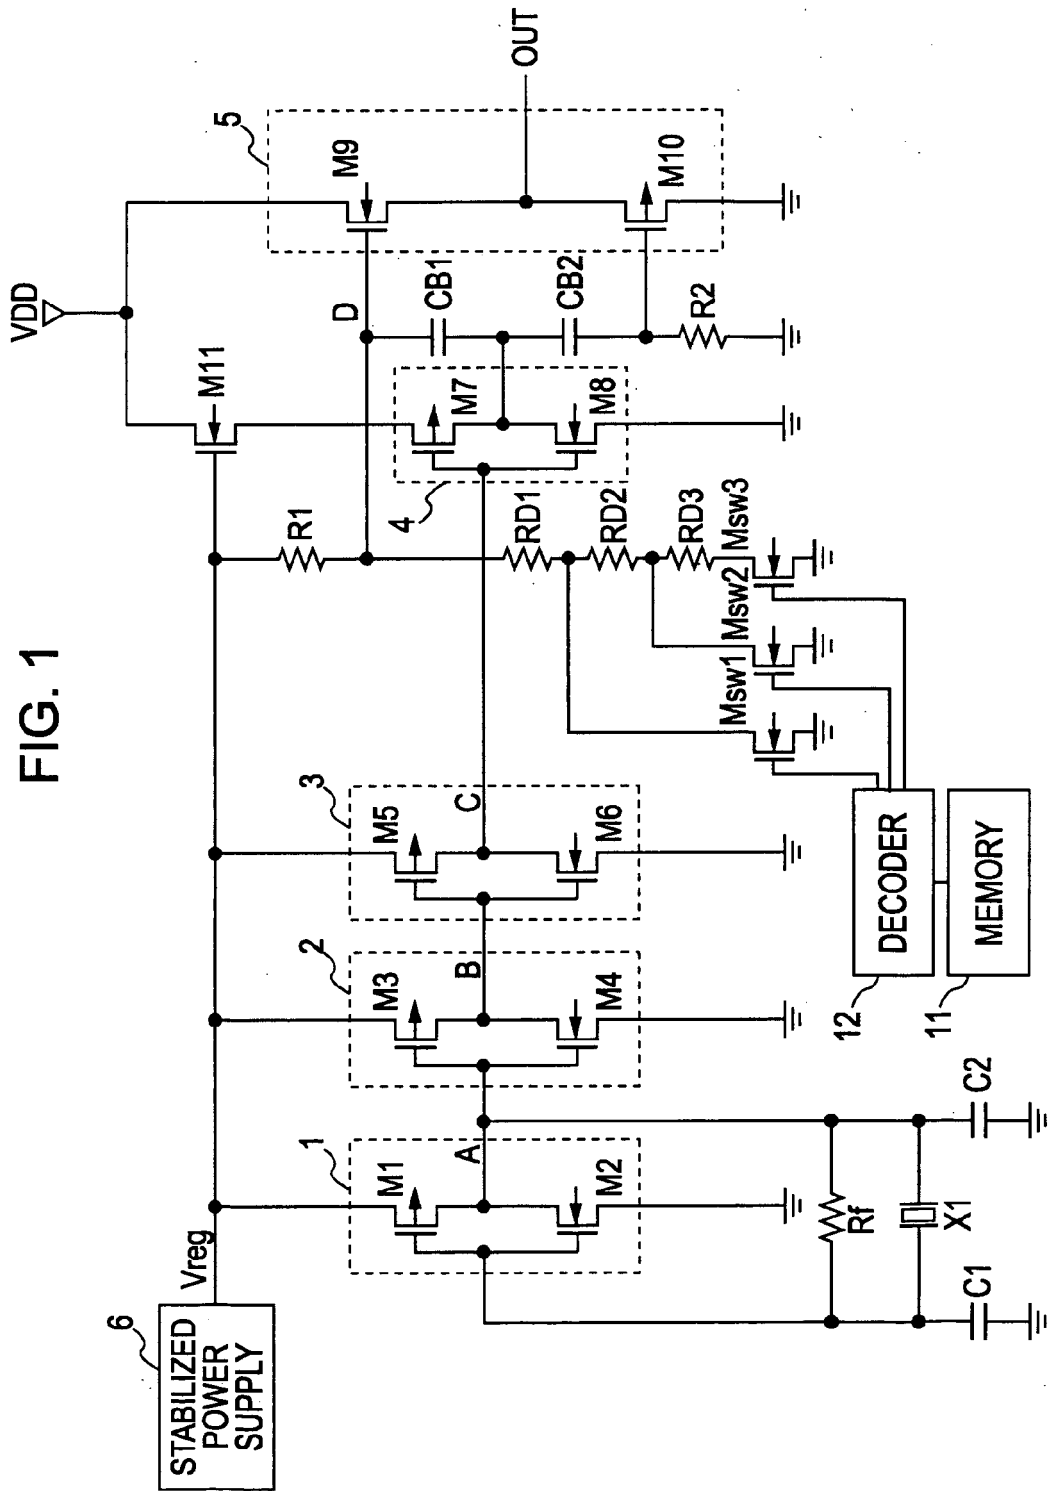 FIG. 1
VDD
6
STABILIZED
POWER
SUPPLY
Vreg
1
M1
A
M2
2
M3
B
M4
3
M5
C
M6
M11
R1
D
4
M7
M8
CB1
CB2
R2
5
M9
M10
OUT
RD1
RD2
RD3
Msw1
Msw2
Msw3
Rf
X1
C1
C2
12
DECODER
11
MEMORY